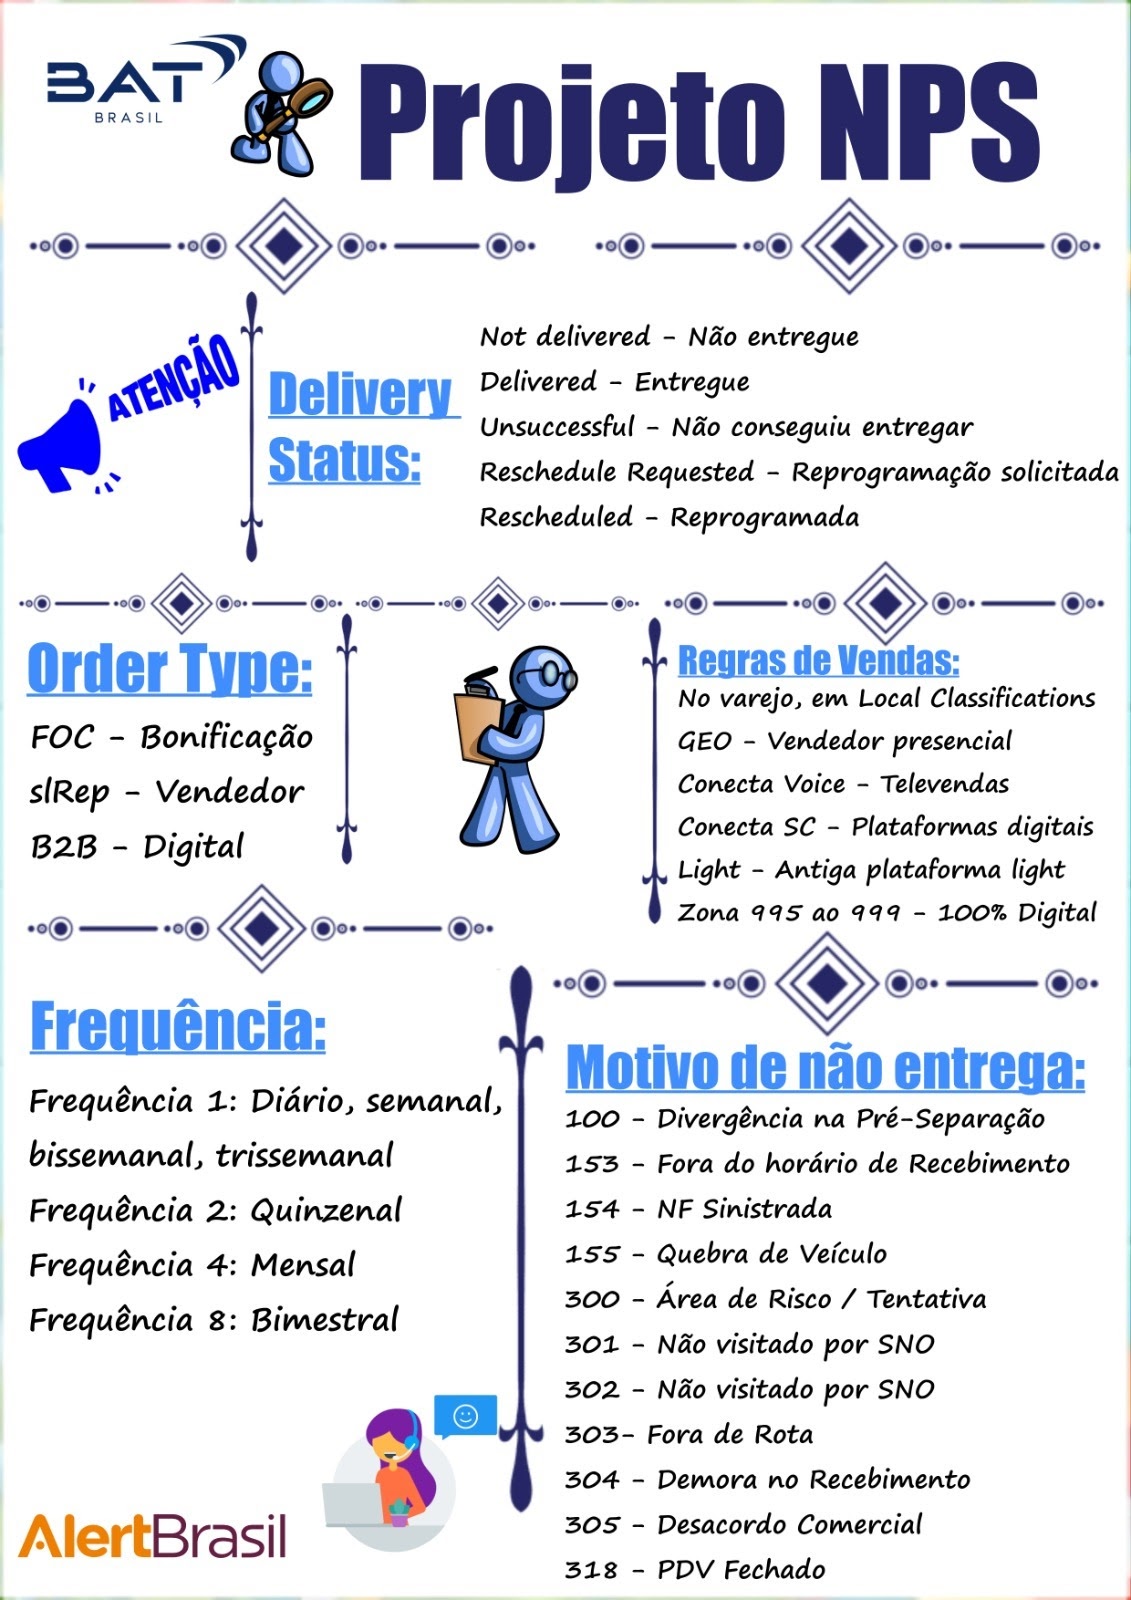 BAT
BRASIL
Projeto NPS
ATENÇÃO
Delivery
Status:
Not delivered - Não entregue
Delivered - Entregue
Unsuccessful - Não conseguiu entregar
Reschedule Requested - Reprogramação solicitada
Rescheduled - Reprogramada
Order Type:
FOC - Bonificação
slRep - Vendedor
B2B - Digital
Regras de Vendas:
No varejo, em Local Classifications
GEO - Vendedor presencial
Conecta Voice - Televendas
Conecta SC - Plataformas digitais
Light - Antiga plataforma light
Zona 995 ao 999 - 100% Digital
Frequência:
Frequência 1: Diário, semanal,
bissemanal, trissemanal
Frequência 2: Quinzenal
Frequência 4: Mensal
Frequência 8: Bimestral
Motivo de não entrega:
100 - Divergência na Pré-Separação
153 - Fora do horário de Recebimento
154 - NF Sinistrada
155 - Quebra de Veículo
300 - Área de Risco / Tentativa
301 - Não visitado por SNO
302 - Não visitado por SNO
303- Fora de Rota
304 - Demora no Recebimento
305 - Desacordo Comercial
318 - PDV Fechado
AlertBrasil